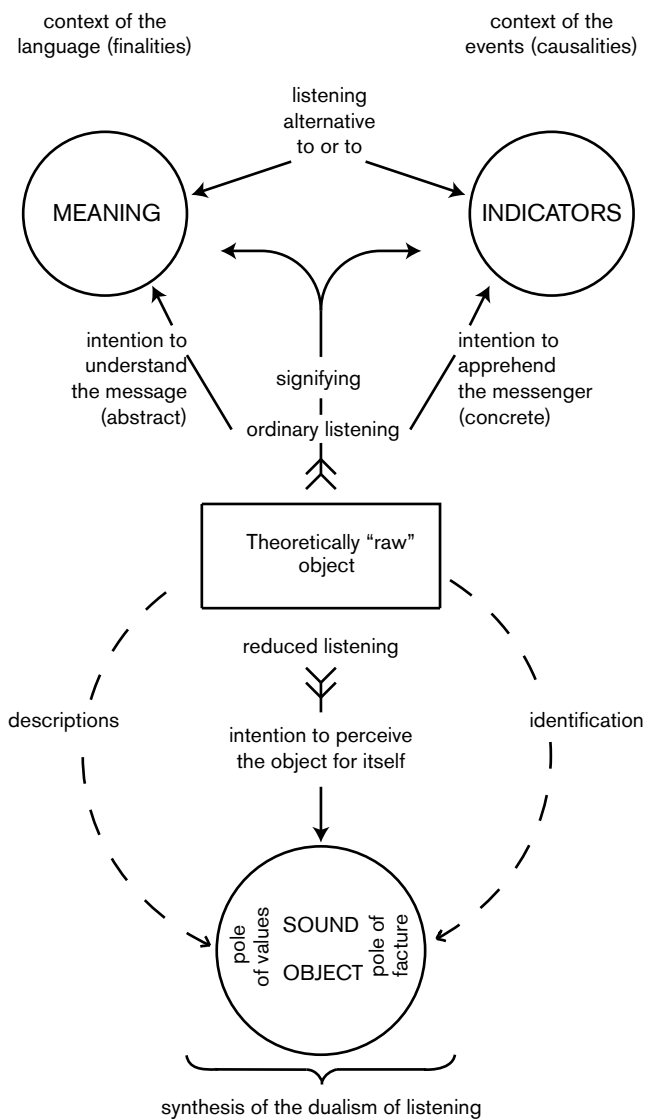 context of the
language (finalities)
context of the
events (causalities)
listening
alternative
to or to
MEANING
INDICATORS
intention to
understand
the message
(abstract)
signifying
ordinary listening
intention to
apprehend
the messenger
(concrete)
Theoretically “raw”
object
reduced listening
descriptions
identification
intention to perceive
the object for itself
pole
of values
SOUND
OBJECT
pole of
facture
synthesis of the dualism of listening